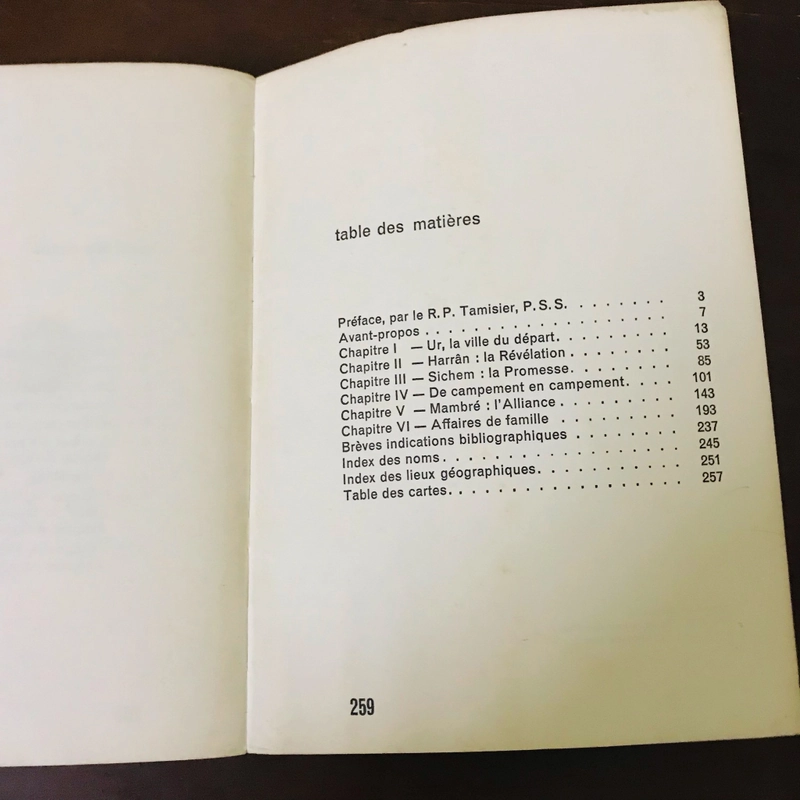 table des matières
Préface, par le R.P. Tamisier, P.S.S. . . . . . . . . 3
Avant-propos . . . . . . . . . . . . . . . . . . 7
Chapitre I — Ur, la ville du départ. . . . . . . . . 13
Chapitre II — Harrân : la Révélation . . . . . . . . 53
Chapitre III — Sichem : la Promesse. . . . . . . . . 85
Chapitre IV — De campement en campement. . . . . 101
Chapitre V — Mambré : l'Alliance . . . . . . . . . 143
Chapitre VI — Affaires de famille . . . . . . . . . 193
Brèves indications bibliographiques . . . . . . . . 237
Index des noms. . . . . . . . . . . . . . . . . 245
Index des lieux géographiques. . . . . . . . . . . 251
Table des cartes. . . . . . . . . . . . . . . . . 257
259